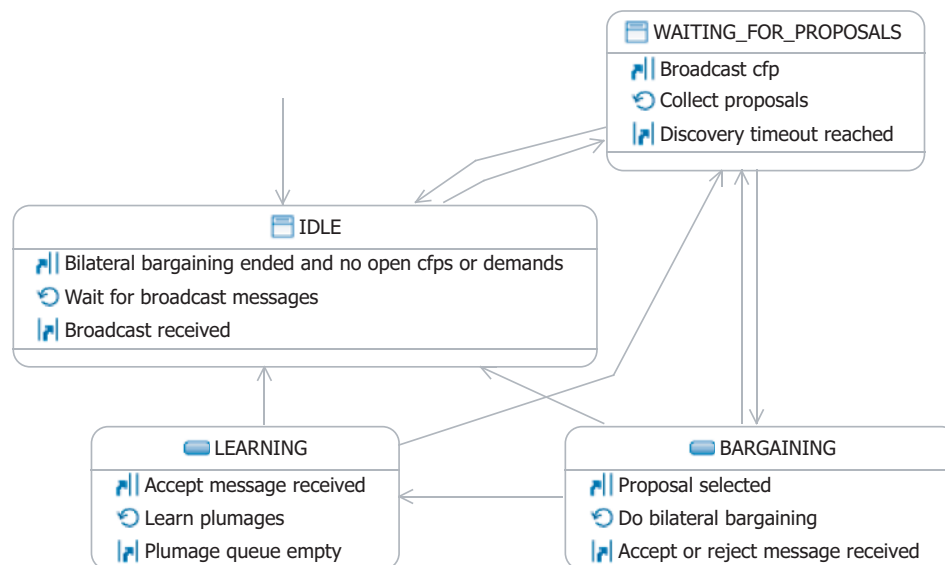 WAITING_FOR_PROPOSALS
Broadcast cfp
Collect proposals
Discovery timeout reached
IDLE
Bilateral bargaining ended and no open cfps or demands
Wait for broadcast messages
Broadcast received
LEARNING
Accept message received
Learn plumages
Plumage queue empty
BARGAINING
Proposal selected
Do bilateral bargaining
Accept or reject message received